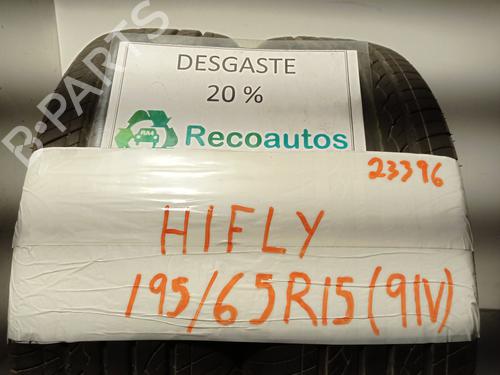 DESGASTE
20 %
Recoautos
23396
HIFLY
195/65R15(91V)
B-PARTS